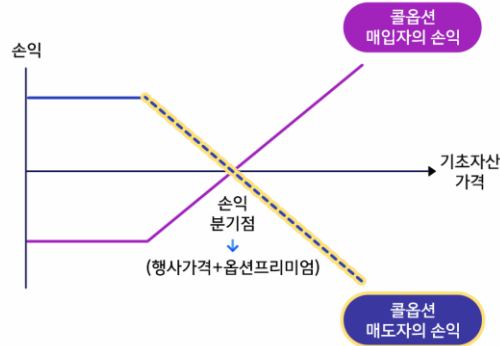 콜옵션
매입자의 손익
손익
기초자산
가격
손익
분기점
(행사가격+옵션프리미엄)
콜옵션
매도자의 손익